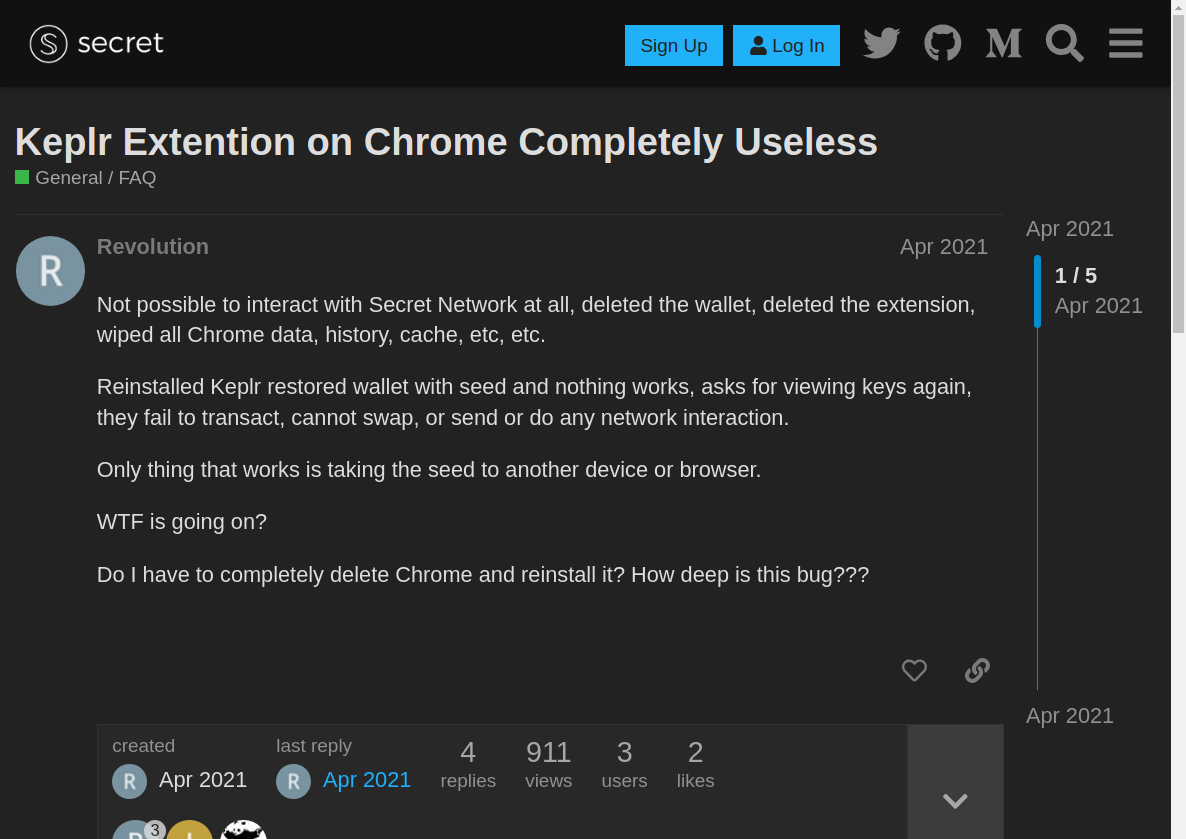 secret
Sign Up
Log In
Keplr Extention on Chrome Completely Useless
General / FAQ
Revolution
Apr 2021
Not possible to interact with Secret Network at all, deleted the wallet, deleted the extension,
wiped all Chrome data, history, cache, etc, etc.
Reinstalled Keplr restored wallet with seed and nothing works, asks for viewing keys again,
they fail to transact, cannot swap, or send or do any network interaction.
Only thing that works is taking the seed to another device or browser.
WTF is going on?
Do I have to completely delete Chrome and reinstall it? How deep is this bug???
Apr 2021
1 / 5
Apr 2021
Apr 2021
created
R Apr 2021
last reply
R Apr 2021
4
replies
911
views
3
users
2
likes
R
3